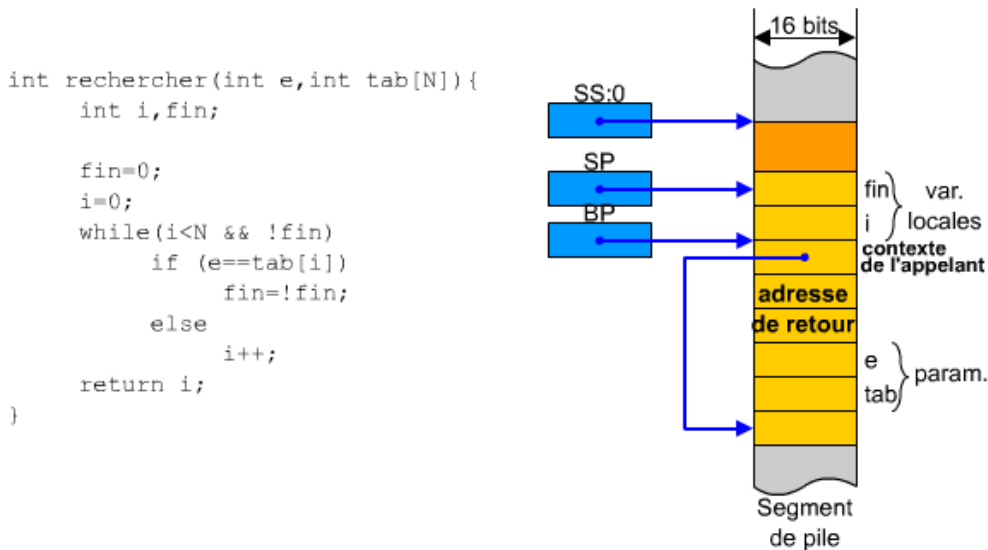 int rechercher(int e,int tab[N]){
int i,fin;
fin=0;
i=0;
while(i<N && !fin)
if (e==tab[i])
fin=!fin;
else
i++;
return i;
}
16 bits
SS:0
SP
BP
fin
i
var.
locales
contexte
de l'appelant
adresse
de retour
e
tab
param.
Segment
de pile